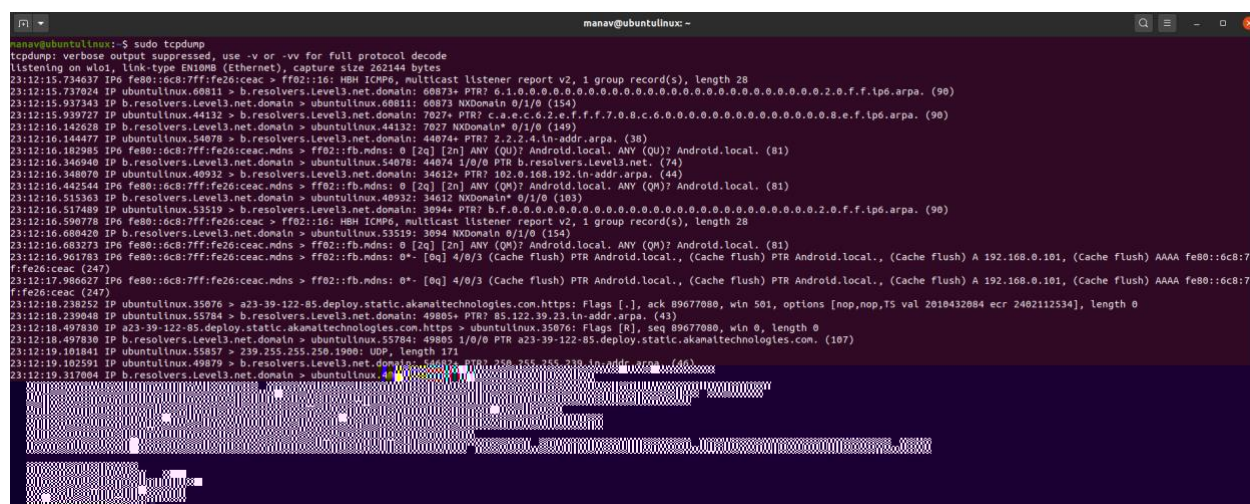 manav@ubuntulinux: ~
manav@ubuntulinux:~$ sudo tcpdump
tcpdump: verbose output suppressed, use -v or -vv for full protocol decode
listening on wlo1, link-type EN10MB (Ethernet), capture size 262144 bytes
23:12:15.734637 IP6 fe80::6c8:7ff:fe26:ceac > ff02::16: HBH ICMP6, multicast listener report v2, 1 group record(s), length 28
23:12:15.737024 IP ubuntulinux.60811 > b.resolvers.Level3.net.domain: 60873+ PTR? 6.1.0.0.0.0.0.0.0.0.0.0.0.0.0.0.0.0.0.0.0.0.0.0.0.0.0.0.2.0.f.f.ip6.arpa. (90)
23:12:15.937343 IP b.resolvers.Level3.net.domain > ubuntulinux.60811: 60873 NXDomain 0/1/0 (154)
23:12:15.939727 IP ubuntulinux.44132 > b.resolvers.Level3.net.domain: 7027+ PTR? c.a.e.c.6.2.e.f.f.f.7.0.8.c.6.0.0.0.0.0.0.0.0.0.0.0.0.0.0.8.e.f.ip6.arpa. (90)
23:12:16.142628 IP b.resolvers.Level3.net.domain > ubuntulinux.44132: 7027 NXDomain* 0/1/0 (149)
23:12:16.144477 IP ubuntulinux.54078 > b.resolvers.Level3.net.domain: 44074+ PTR? 2.2.2.4.in-addr.arpa. (38)
23:12:16.182985 IP6 fe80::6c8:7ff:fe26:ceac.mdns > ff02::fb.mdns: 0 [2q] [2n] ANY (QU)? Android.local. ANY (QU)? Android.local. (81)
23:12:16.346940 IP b.resolvers.Level3.net.domain > ubuntulinux.54078: 44074 1/0/0 PTR b.resolvers.Level3.net. (74)
23:12:16.348070 IP ubuntulinux.40932 > b.resolvers.Level3.net.domain: 34612+ PTR? 102.0.168.192.in-addr.arpa. (44)
23:12:16.442544 IP6 fe80::6c8:7ff:fe26:ceac.mdns > ff02::fb.mdns: 0 [2q] [2n] ANY (QM)? Android.local. ANY (QM)? Android.local. (81)
23:12:16.515363 IP b.resolvers.Level3.net.domain > ubuntulinux.40932: 34612 NXDomain* 0/1/0 (103)
23:12:16.517489 IP ubuntulinux.53519 > b.resolvers.Level3.net.domain: 3094+ PTR? b.f.0.0.0.0.0.0.0.0.0.0.0.0.0.0.0.0.0.0.0.0.0.0.0.0.0.0.2.0.f.f.ip6.arpa. (90)
23:12:16.590778 IP6 fe80::6c8:7ff:fe26:ceac > ff02::16: HBH ICMP6, multicast listener report v2, 1 group record(s), length 28
23:12:16.680420 IP b.resolvers.Level3.net.domain > ubuntulinux.53519: 3094 NXDomain 0/1/0 (154)
23:12:16.683273 IP6 fe80::6c8:7ff:fe26:ceac.mdns > ff02::fb.mdns: 0 [2q] [2n] ANY (QM)? Android.local. ANY (QM)? Android.local. (81)
23:12:16.961783 IP6 fe80::6c8:7ff:fe26:ceac.mdns > ff02::fb.mdns: 0*- [0q] 4/0/3 (Cache flush) PTR Android.local., (Cache flush) PTR Android.local., (Cache flush) A 192.168.0.101, (Cache flush) AAAA fe80::6c8:7
f:fe26:ceac (247)
23:12:17.986627 IP6 fe80::6c8:7ff:fe26:ceac.mdns > ff02::fb.mdns: 0*- [0q] 4/0/3 (Cache flush) PTR Android.local., (Cache flush) PTR Android.local., (Cache flush) A 192.168.0.101, (Cache flush) AAAA fe80::6c8:7
f:fe26:ceac (247)
23:12:18.238252 IP ubuntulinux.35076 > a23-39-122-85.deploy.static.akamaitechnologies.com.https: Flags [.], ack 89677080, win 501, options [nop,nop,TS val 2010432084 ecr 2402112534], length 0
23:12:18.239048 IP ubuntulinux.55784 > b.resolvers.Level3.net.domain: 49805+ PTR? 85.122.39.23.in-addr.arpa. (43)
23:12:18.497830 IP a23-39-122-85.deploy.static.akamaitechnologies.com.https > ubuntulinux.35076: Flags [R], seq 89677080, win 0, length 0
23:12:18.497830 IP b.resolvers.Level3.net.domain > ubuntulinux.55784: 49805 1/0/0 PTR a23-39-122-85.deploy.static.akamaitechnologies.com. (107)
23:12:19.101841 IP ubuntulinux.55857 > 239.255.255.250.1900: UDP, length 171
23:12:19.102591 IP ubuntulinux.49879 > b.resolvers.Level3.net.domain: 54682+ PTR? 250.255.255.239.in-addr.arpa. (46)
23:12:19.317004 IP b.resolvers.Level3.net.domain > ubuntulinux.